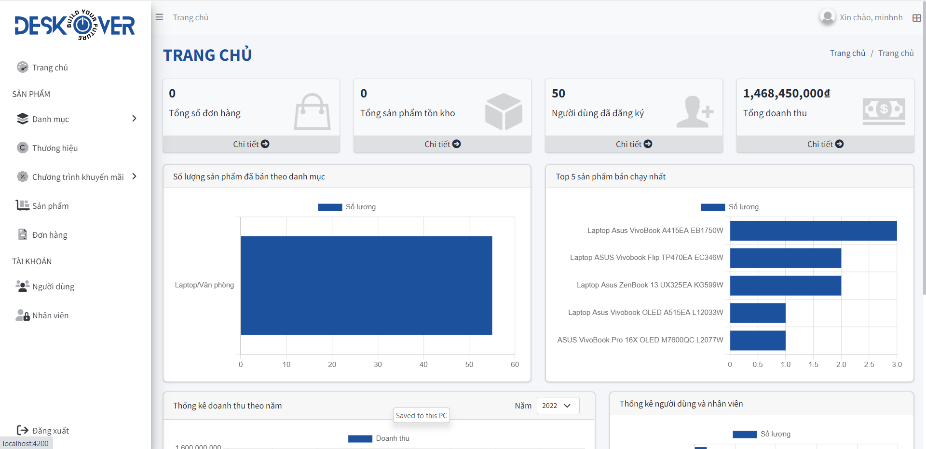 DESKOVER
BUILD YOUR FUTURE
Trang chủ
Xin chào, minhnh
Trang chủ
SẢN PHẨM
Danh mục
Thương hiệu
Chương trình khuyến mãi
Sản phẩm
Đơn hàng
TÀI KHOẢN
Người dùng
Nhân viên
Đăng xuất
localhost:4200
TRANG CHỦ
Trang chủ / Trang chủ
0
Tổng số đơn hàng
Chi tiết
0
Tổng sản phẩm tồn kho
Chi tiết
50
Người dùng đã đăng ký
Chi tiết
1,468,450,000đ
Tổng doanh thu
Chi tiết
Số lượng sản phẩm đã bán theo danh mục
Số lượng
Laptop/Văn phòng
0 10 20 30 40 50 60
Top 5 sản phẩm bán chạy nhất
Số lượng
Laptop Asus VivoBook A415EA EB1750W
Laptop ASUS Vivobook Flip TP470EA EC346W
Laptop Asus ZenBook 13 UX325EA KG599W
Laptop Asus Vivobook OLED A515EA L12033W
ASUS VivoBook Pro 16X OLED M7600QC L2077W
0 0.5 1.0 1.5 2.0 2.5 3.0
Thống kê doanh thu theo năm
Năm 2022
Saved to this PC
Doanh thu
1,600,000,000
Thống kê người dùng và nhân viên
Số lượng